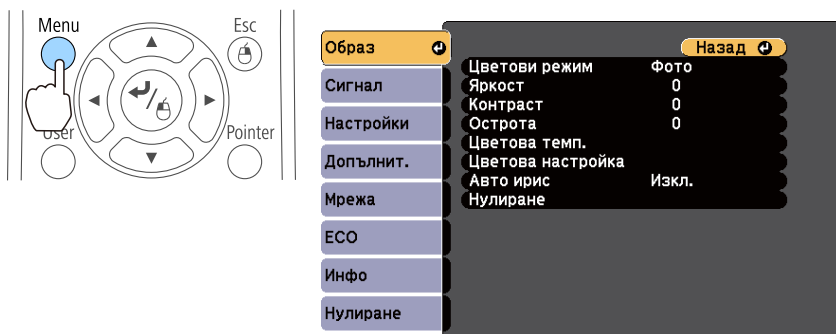 Menu
Esc
User
Pointer
Образ
Сигнал
Настройки
Допълнит.
Мрежа
ECO
Инфо
Нулиране
Назад
Цветови режим Фото
Яркост 0
Контраст 0
Острота 0
Цветова темп.
Цветова настройка
Авто ирис Изкл.
Нулиране